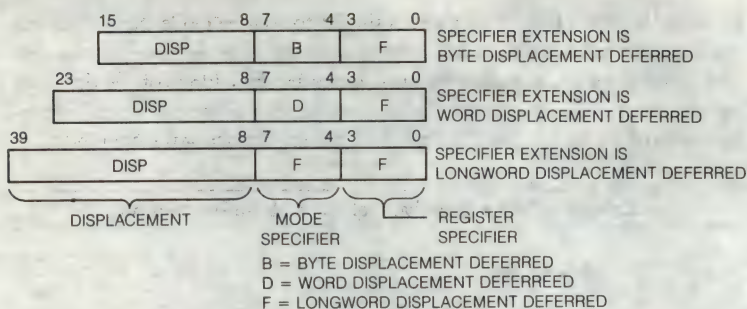 15 8 7 4 3 0
DISP B F SPECIFIER EXTENSION IS
BYTE DISPLACEMENT DEFERRED
23 8 7 4 3 0
DISP D F SPECIFIER EXTENSION IS
WORD DISPLACEMENT DEFERRED
39 8 7 4 3 0
DISP F F SPECIFIER EXTENSION IS
LONGWORD DISPLACEMENT DEFERRED
DISPLACEMENT MODE SPECIFIER REGISTER SPECIFIER
B = BYTE DISPLACEMENT DEFERRED
D = WORD DISPLACEMENT DEFERREED
F = LONGWORD DISPLACEMENT DEFERRED